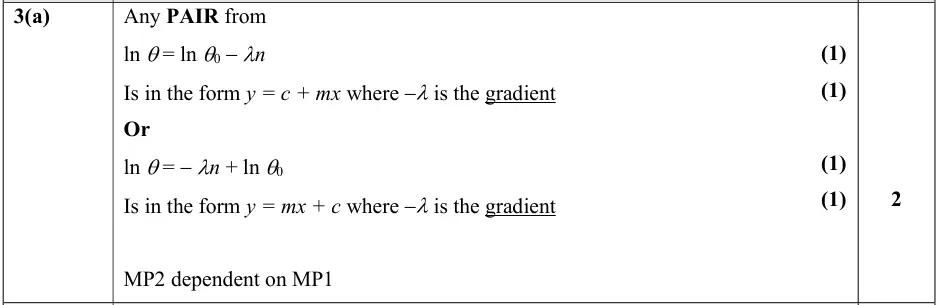 3(a) Any PAIR from
ln θ = ln θ₀ – λn (1)
Is in the form y = c + mx where –λ is the gradient (1)
Or
ln θ = – λn + ln θ₀ (1)
Is in the form y = mx + c where –λ is the gradient (1) 2
MP2 dependent on MP1